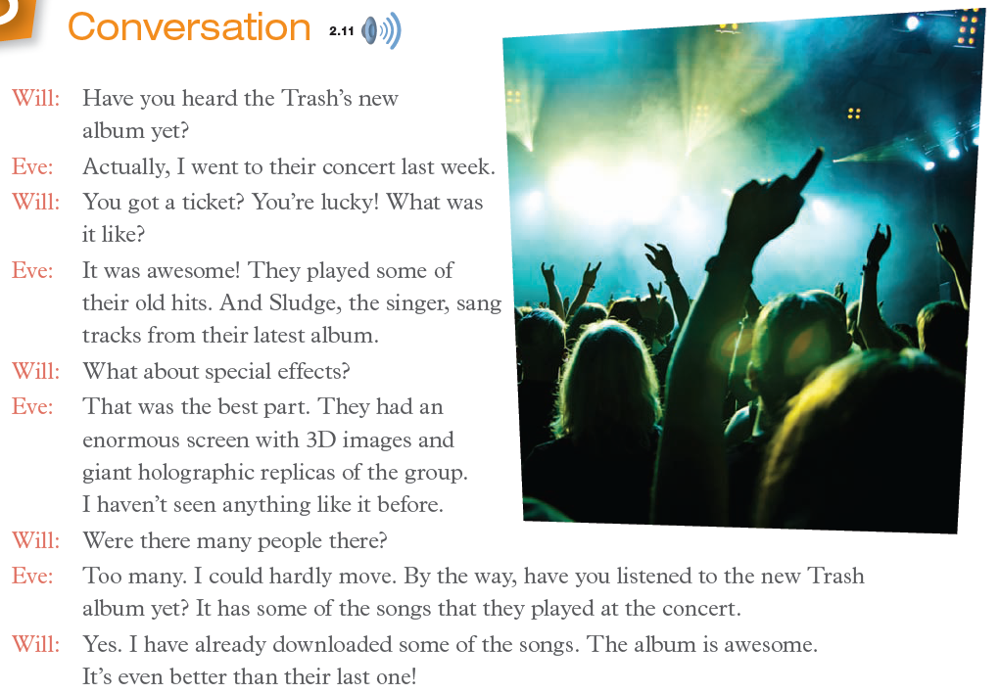 Conversation 2.11
Will: Have you heard the Trash's new
album yet?
Eve: Actually, I went to their concert last week.
Will: You got a ticket? You're lucky! What was
it like?
Eve: It was awesome! They played some of
their old hits. And Sludge, the singer, sang
tracks from their latest album.
Will: What about special effects?
Eve: That was the best part. They had an
enormous screen with 3D images and
giant holographic replicas of the group.
I haven't seen anything like it before.
Will: Were there many people there?
Eve: Too many. I could hardly move. By the way, have you listened to the new Trash
album yet? It has some of the songs that they played at the concert.
Will: Yes. I have already downloaded some of the songs. The album is awesome.
It's even better than their last one!